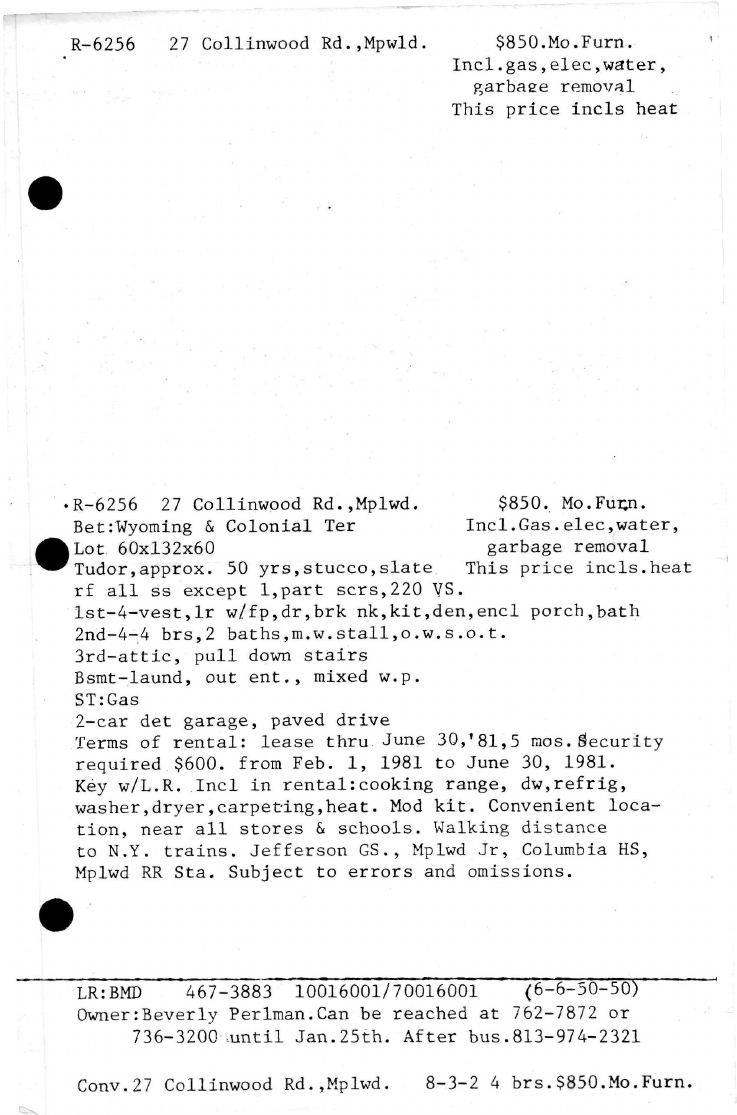 R-6256 27 Collinwood Rd.,Mpwld. $850.Mo.Furn.
Incl.gas,elec,water,
garbage removal
This price incls heat
R-6256 27 Collinwood Rd.,Mplwd. $850. Mo.Furn.
Bet:Wyoming & Colonial Ter Incl.Gas.elec,water,
Lot 60x132x60 garbage removal
Tudor,approx. 50 yrs,stucco,slate This price incls.heat
rf all ss except 1,part scrs,220 VS.
1st-4-vest,lr w/fp,dr,brk nk,kit,den,encl porch,bath
2nd-4-4 brs,2 baths,m.w.stall,o.w.s.o.t.
3rd-attic, pull down stairs
Bsmt-laund, out ent., mixed w.p.
ST:Gas
2-car det garage, paved drive
Terms of rental: lease thru June 30,'81,5 mos.Security
required $600. from Feb. 1, 1981 to June 30, 1981.
Key w/L.R. Incl in rental:cooking range, dw,refrig,
washer,dryer,carpeting,heat. Mod kit. Convenient loca-
tion, near all stores & schools. Walking distance
to N.Y. trains. Jefferson GS., Mplwd Jr, Columbia HS,
Mplwd RR Sta. Subject to errors and omissions.
LR:BMD 467-3883 10016001/70016001 (6-6-50-50)
Owner:Beverly Perlman.Can be reached at 762-7872 or
736-3200 until Jan.25th. After bus.813-974-2321
Conv.27 Collinwood Rd.,Mplwd. 8-3-2 4 brs.$850.Mo.Furn.